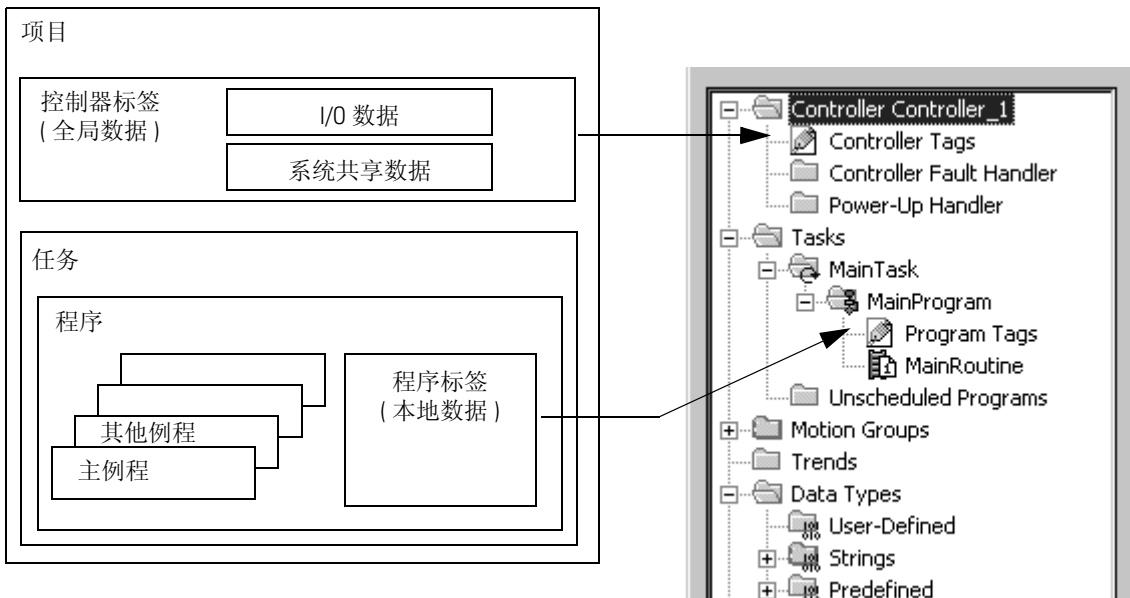 项目
控制器标签
( 全局数据 )
I/O 数据
系统共享数据
任务
程序
其他例程
主例程
程序标签
( 本地数据 )
Controller Controller_1
Controller Tags
Controller Fault Handler
Power-Up Handler
Tasks
MainTask
MainProgram
Program Tags
MainRoutine
Unscheduled Programs
Motion Groups
Trends
Data Types
User-Defined
Strings
Predefined